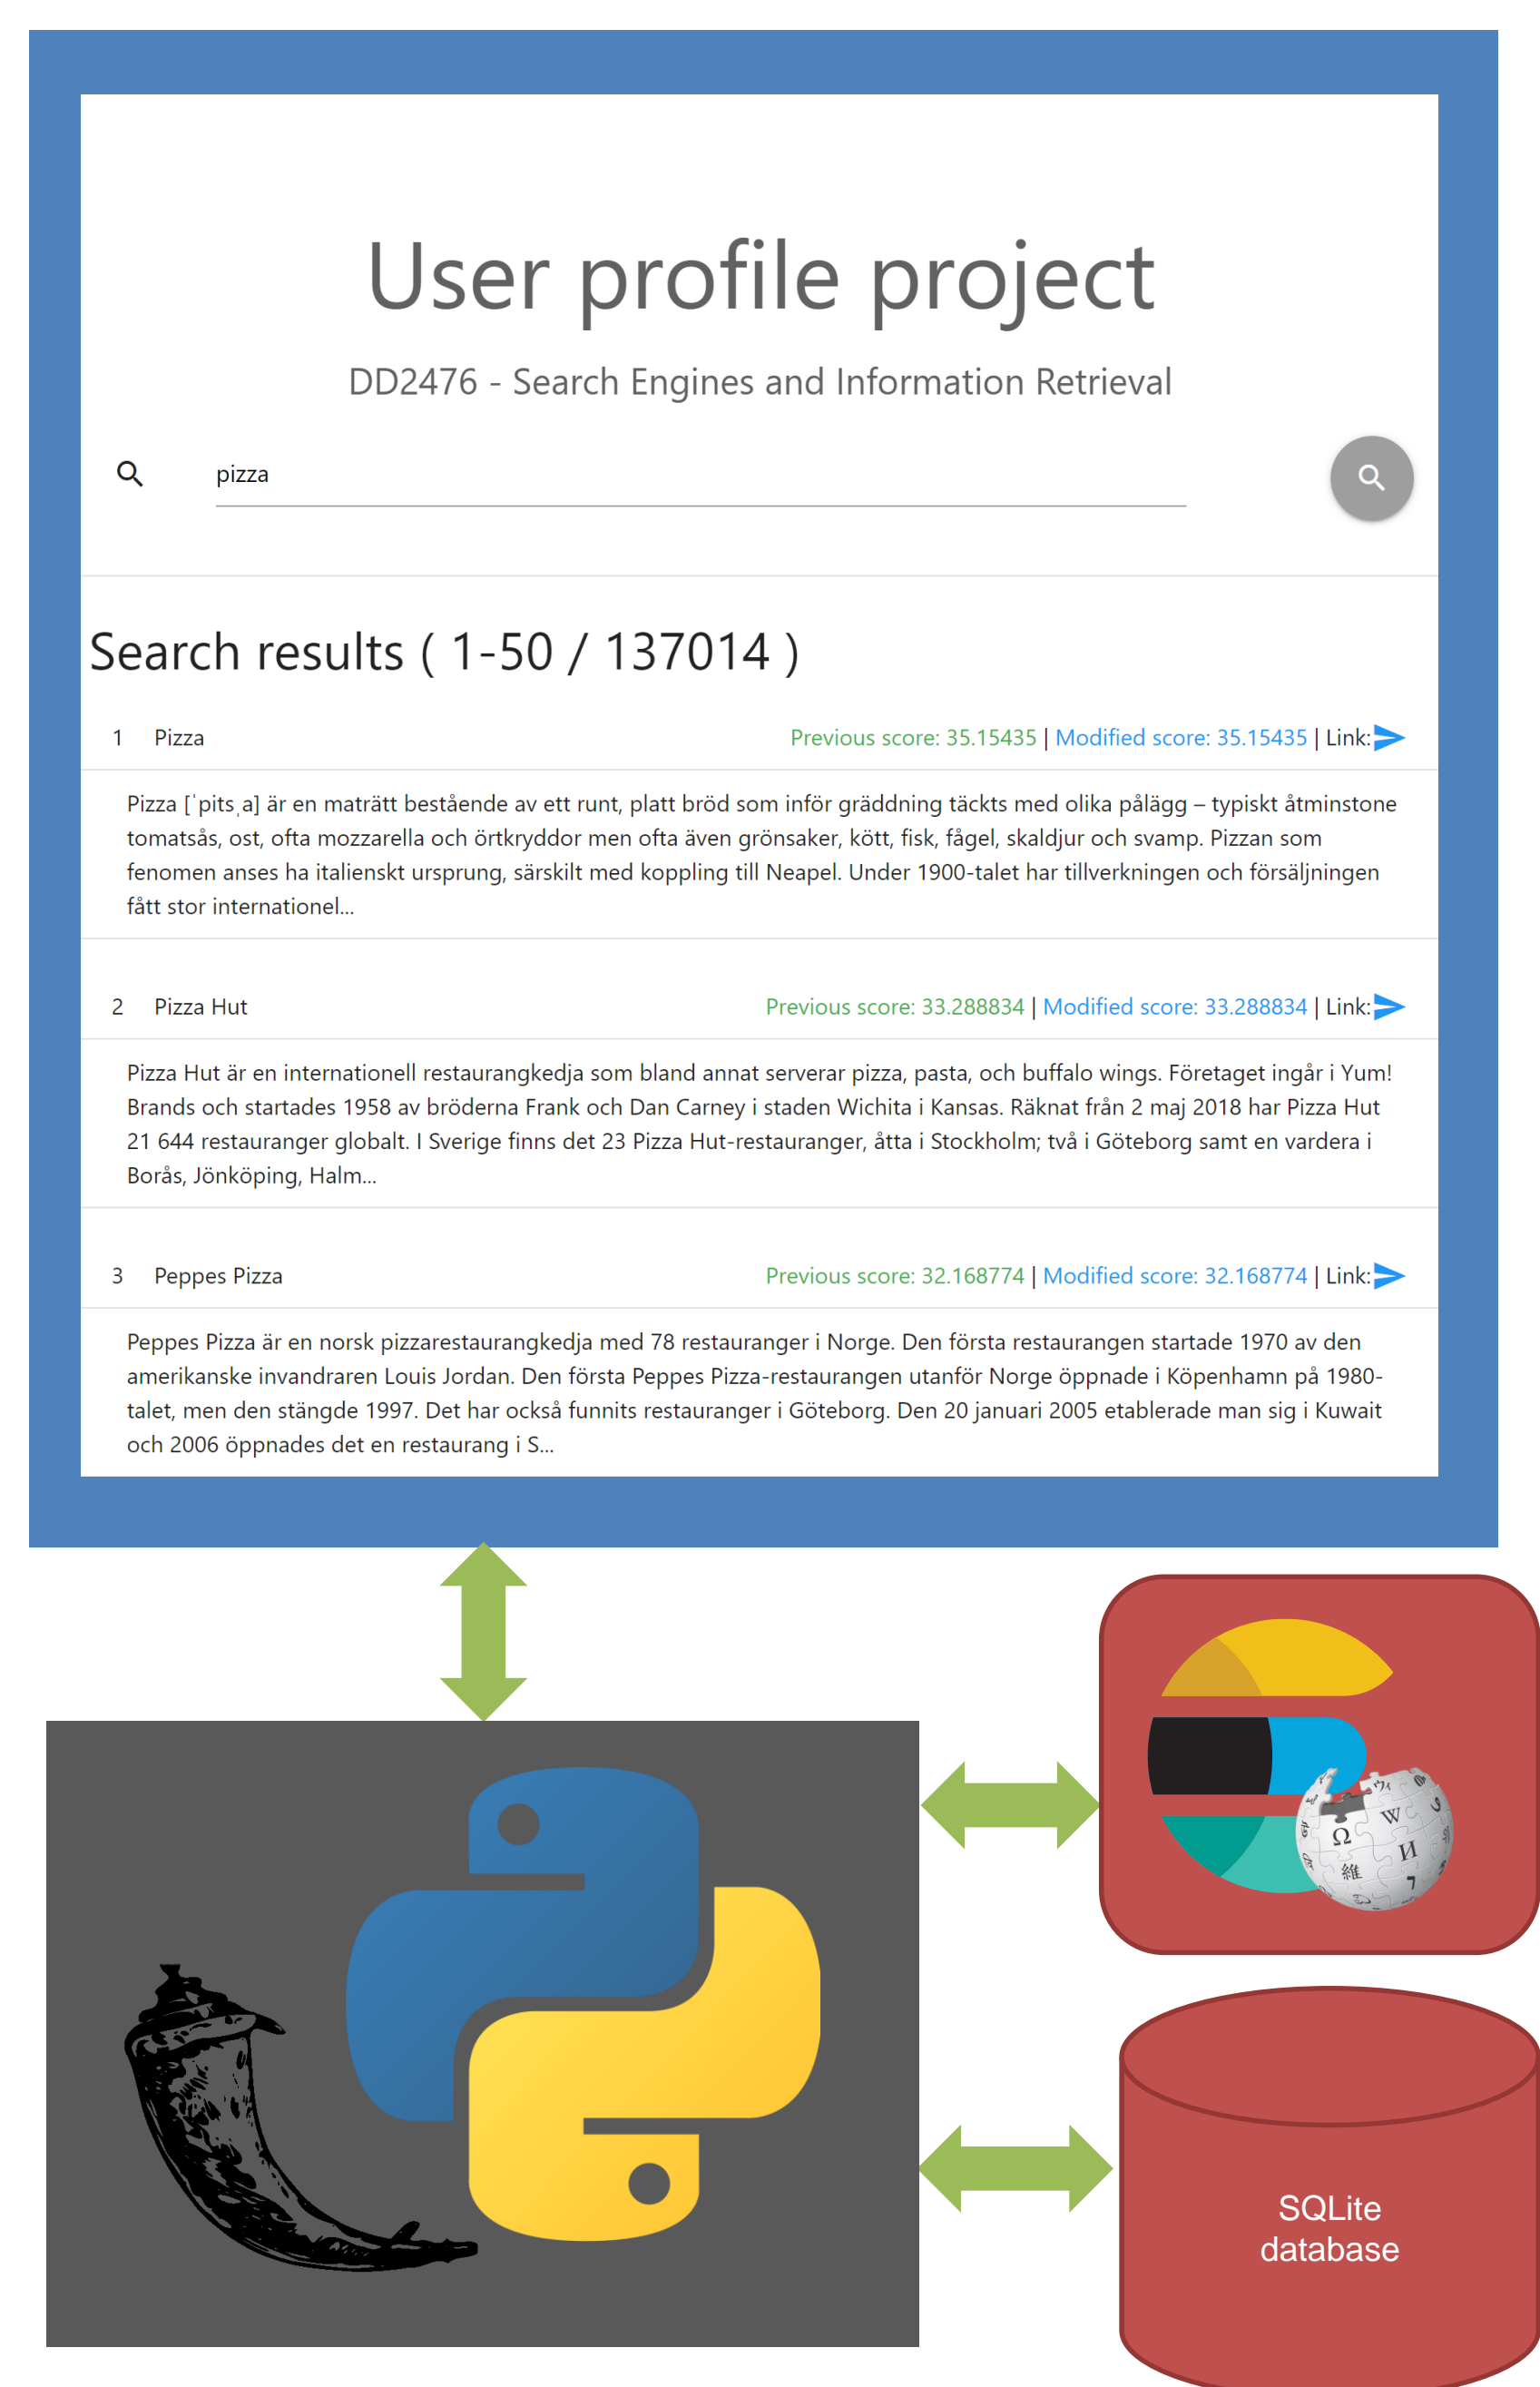 User profile project
DD2476 - Search Engines and Information Retrieval
pizza
Search results ( 1-50 / 137014 )
1 Pizza Previous score: 35.15435 | Modified score: 35.15435 | Link:
Pizza [ˈpitsˌa] är en maträtt bestående av ett runt, platt bröd som inför gräddning täckts med olika pålägg – typiskt åtminstone
tomatsås, ost, ofta mozzarella och örtkryddor men ofta även grönsaker, kött, fisk, fågel, skaldjur och svamp. Pizzan som
fenomen anses ha italienskt ursprung, särskilt med koppling till Neapel. Under 1900-talet har tillverkningen och försäljningen
fått stor internationel...
2 Pizza Hut Previous score: 33.288834 | Modified score: 33.288834 | Link:
Pizza Hut är en internationell restaurangkedja som bland annat serverar pizza, pasta, och buffalo wings. Företaget ingår i Yum!
Brands och startades 1958 av bröderna Frank och Dan Carney i staden Wichita i Kansas. Räknat från 2 maj 2018 har Pizza Hut
21 644 restauranger globalt. I Sverige finns det 23 Pizza Hut-restauranger, åtta i Stockholm; två i Göteborg samt en vardera i
Borås, Jönköping, Halm...
3 Peppes Pizza Previous score: 32.168774 | Modified score: 32.168774 | Link:
Peppes Pizza är en norsk pizzarestaurangkedja med 78 restauranger i Norge. Den första restaurangen startade 1970 av den
amerikanske invandraren Louis Jordan. Den första Peppes Pizza-restaurangen utanför Norge öppnade i Köpenhamn på 1980-
talet, men den stängde 1997. Det har också funnits restauranger i Göteborg. Den 20 januari 2005 etablerade man sig i Kuwait
och 2006 öppnades det en restaurang i S...
Ω W И
維
SQLite
database